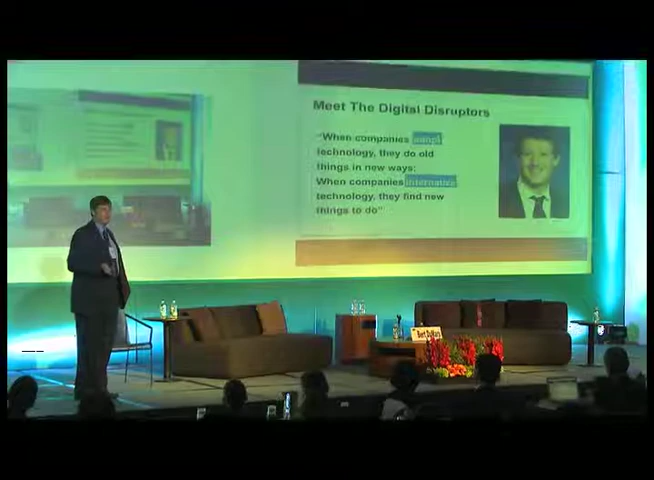 Meet The Digital Disruptors
"When companies adopt
technology, they do old
things in new ways:
When companies internalize
technology, they find new
things to do"